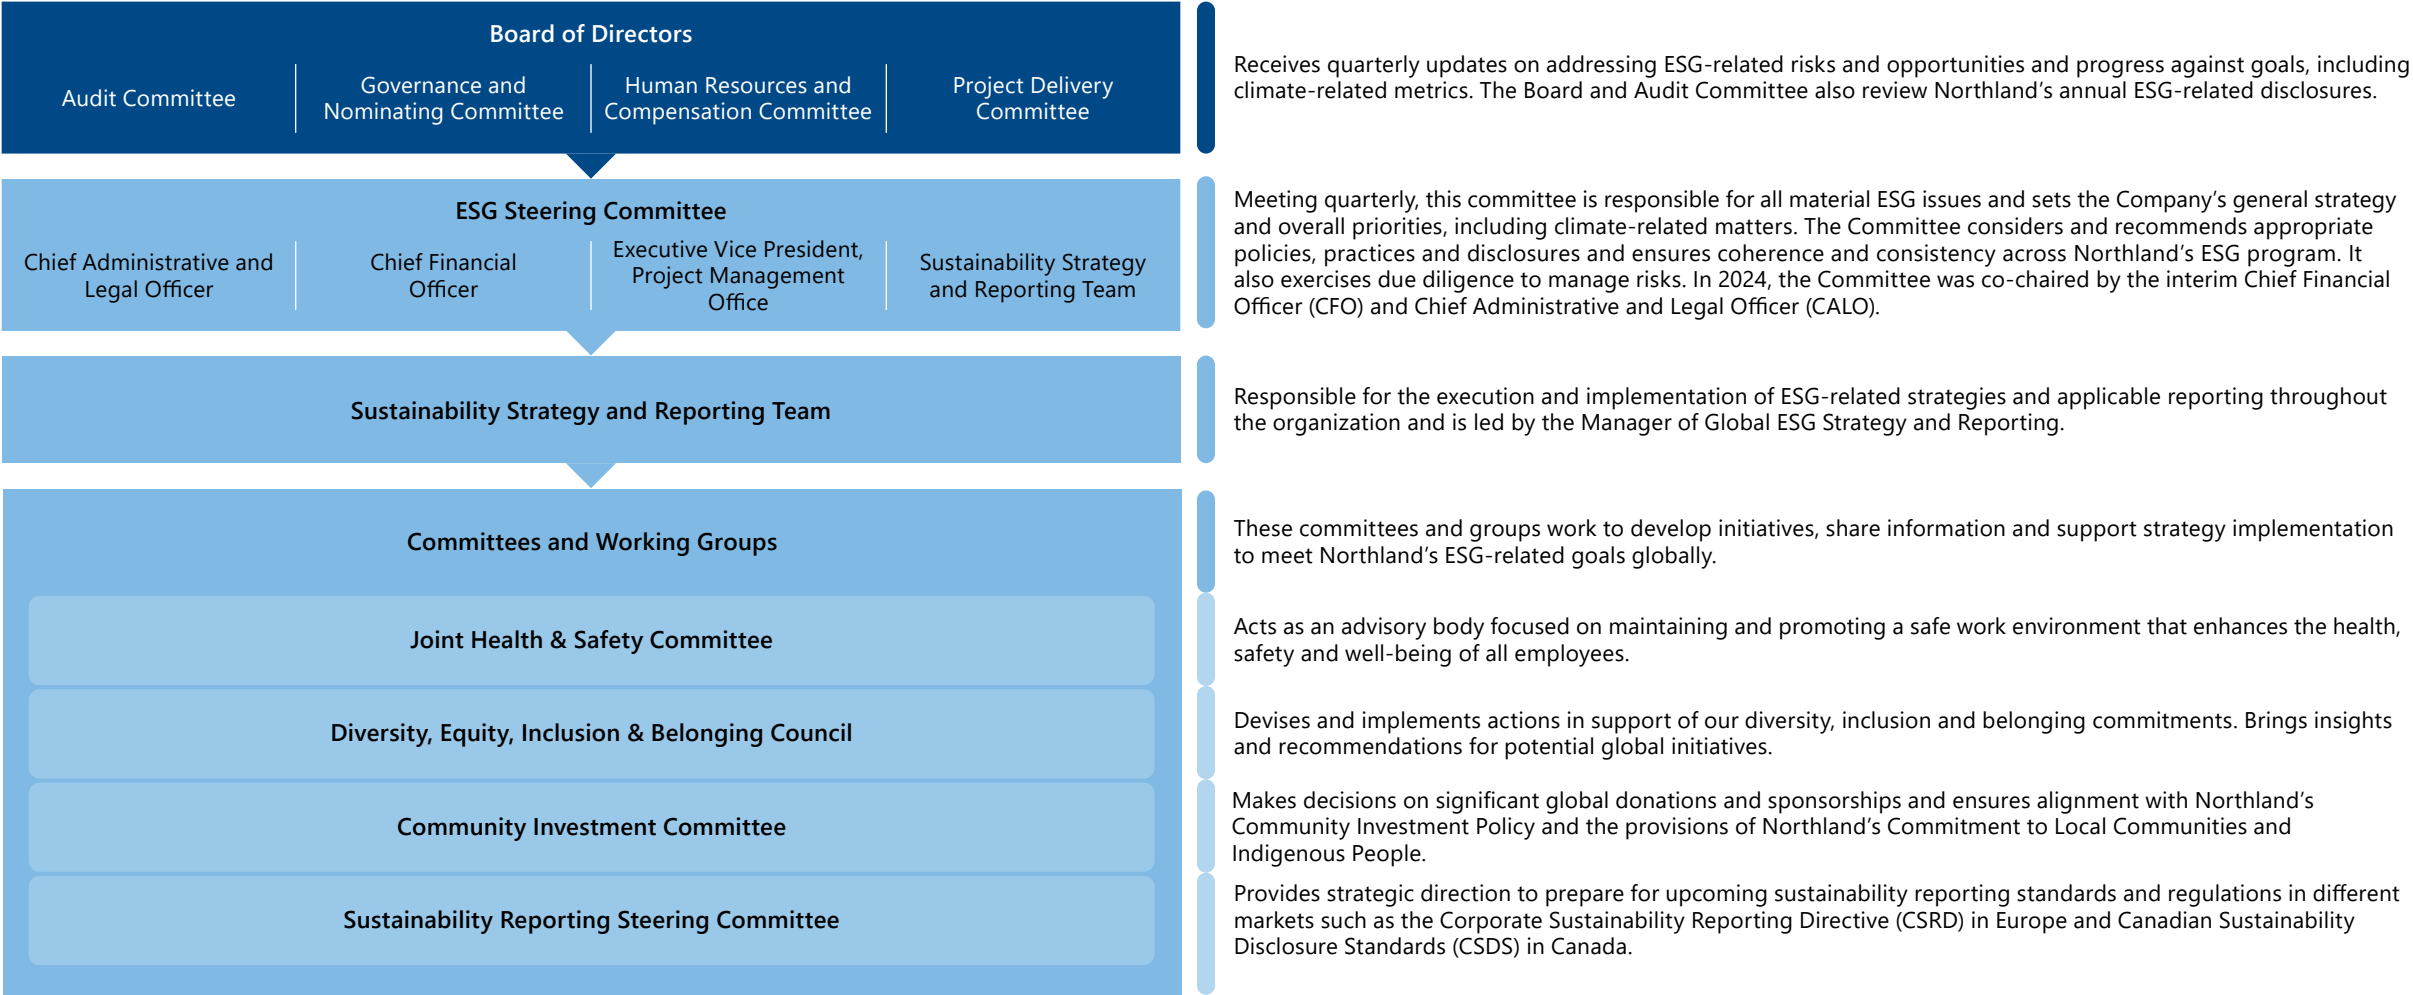 Board of Directors
Audit Committee
Governance and
Nominating Committee
Human Resources and
Compensation Committee
Project Delivery
Committee
Receives quarterly updates on addressing ESG-related risks and opportunities and progress against goals, including
climate-related metrics. The Board and Audit Committee also review Northland’s annual ESG-related disclosures.
ESG Steering Committee
Chief Administrative and
Legal Officer
Chief Financial
Officer
Executive Vice President,
Project Management
Office
Sustainability Strategy
and Reporting Team
Meeting quarterly, this committee is responsible for all material ESG issues and sets the Company’s general strategy
and overall priorities, including climate-related matters. The Committee considers and recommends appropriate
policies, practices and disclosures and ensures coherence and consistency across Northland’s ESG program. It
also exercises due diligence to manage risks. In 2024, the Committee was co-chaired by the interim Chief Financial
Officer (CFO) and Chief Administrative and Legal Officer (CALO).
Sustainability Strategy and Reporting Team
Responsible for the execution and implementation of ESG-related strategies and applicable reporting throughout
the organization and is led by the Manager of Global ESG Strategy and Reporting.
Committees and Working Groups
These committees and groups work to develop initiatives, share information and support strategy implementation
to meet Northland’s ESG-related goals globally.
Joint Health & Safety Committee
Acts as an advisory body focused on maintaining and promoting a safe work environment that enhances the health,
safety and well-being of all employees.
Diversity, Equity, Inclusion & Belonging Council
Devises and implements actions in support of our diversity, inclusion and belonging commitments. Brings insights
and recommendations for potential global initiatives.
Community Investment Committee
Makes decisions on significant global donations and sponsorships and ensures alignment with Northland’s
Community Investment Policy and the provisions of Northland’s Commitment to Local Communities and
Indigenous People.
Sustainability Reporting Steering Committee
Provides strategic direction to prepare for upcoming sustainability reporting standards and regulations in different
markets such as the Corporate Sustainability Reporting Directive (CSRD) in Europe and Canadian Sustainability
Disclosure Standards (CSDS) in Canada.